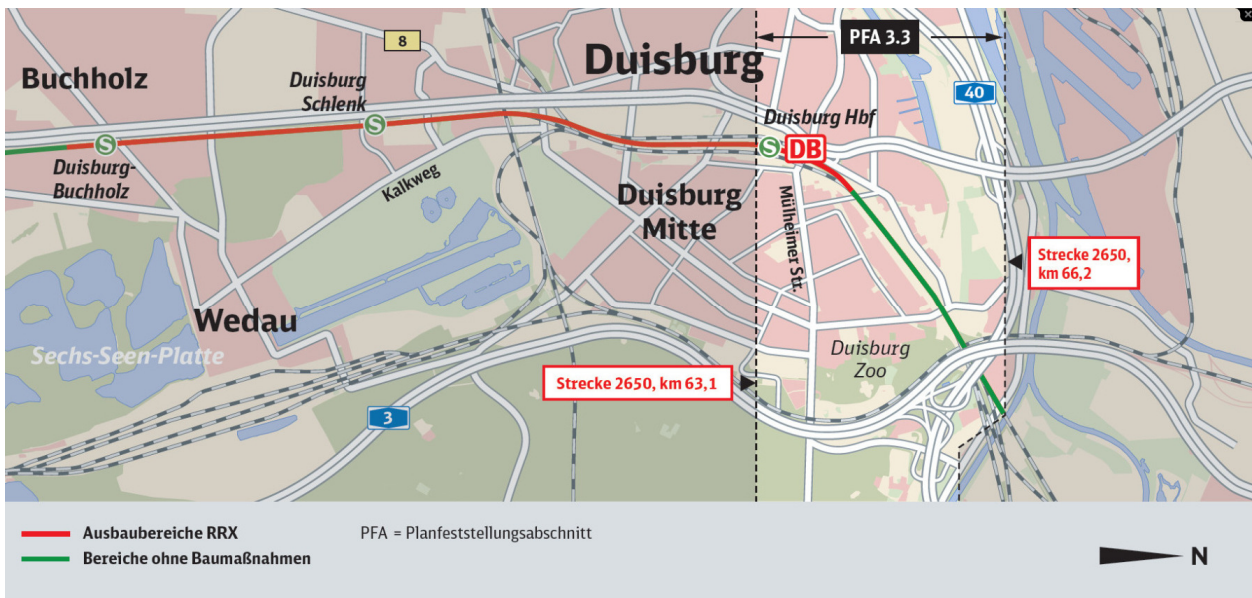 PFA 3.3
8
Duisburg
Buchholz
Duisburg
Schlenk
40
Duisburg Hbf
S
S
S
DB
Duisburg-
Buchholz
Kalkweg
Duisburg
Mitte
Mülheimer Str.
Strecke 2650,
km 66,2
Wedau
Sechs-Seen-Platte
Duisburg
Zoo
Strecke 2650, km 63,1
3
Ausbaubereiche RRX
PFA = Planfeststellungsabschnitt
Bereiche ohne Baumaßnahmen
N